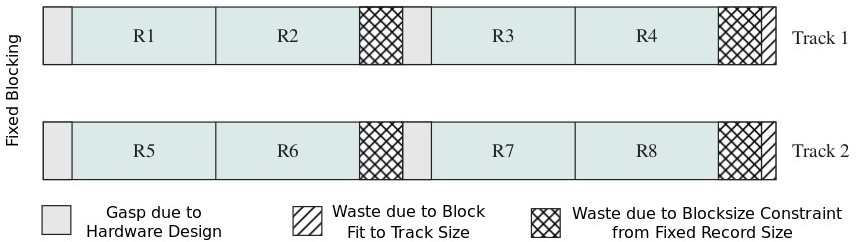 Fixed Blocking
R1 R2 R3 R4 Track 1
R5 R6 R7 R8 Track 2
Gasp due to
Hardware Design
Waste due to Block
Fit to Track Size
Waste due to Blocksize Constraint
from Fixed Record Size